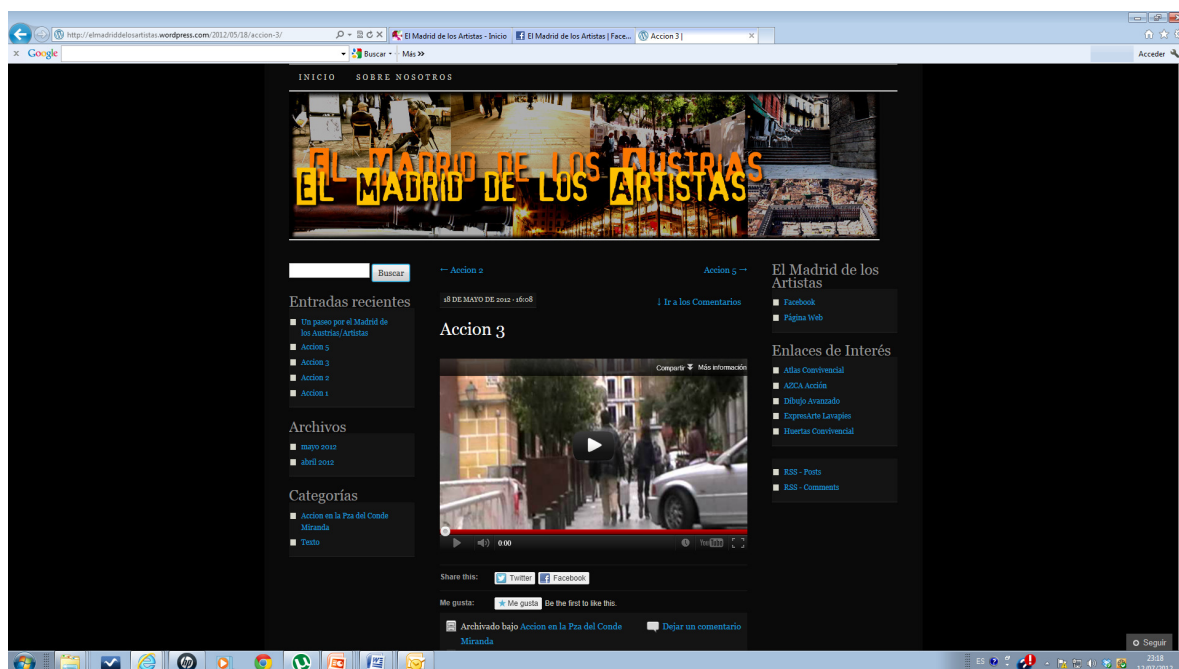 http://elmadriddelosartistas.wordpress.com/2012/05/18/accion-3/
El Madrid de los Artistas - Inicio
El Madrid de los Artistas | Face...
Accion 3 |
x Google
Buscar
Más >>
Acceder
INICIO SOBRE NOSOTROS
El Madrid de los Austrias
El Madrid de los Artistas
Buscar
Entradas recientes
Un paseo por el Madrid de
los Austrias/Artistas
Accion 5
Accion 3
Accion 2
Accion 1
Archivos
mayo 2012
abril 2012
Categorías
Accion en la Pza del Conde
Miranda
Texto
← Accion 2
Accion 5 →
18 DE MAYO DE 2012 · 16:08
↓ Ir a los Comentarios
Accion 3
Compartir Más información
0:00
YouTube
Share this:
Twitter
Facebook
Me gusta:
Me gusta
Be the first to like this.
Archivado bajo Accion en la Pza del Conde
Miranda
Dejar un comentario
El Madrid de los
Artistas
Facebook
Página Web
Enlaces de Interés
Atlas Convivencial
AZCA Acción
Dibujo Avanzado
ExpresArte Lavapies
Huertas Convivencial
RSS - Posts
RSS - Comments
Seguir
hp
ES
23:18